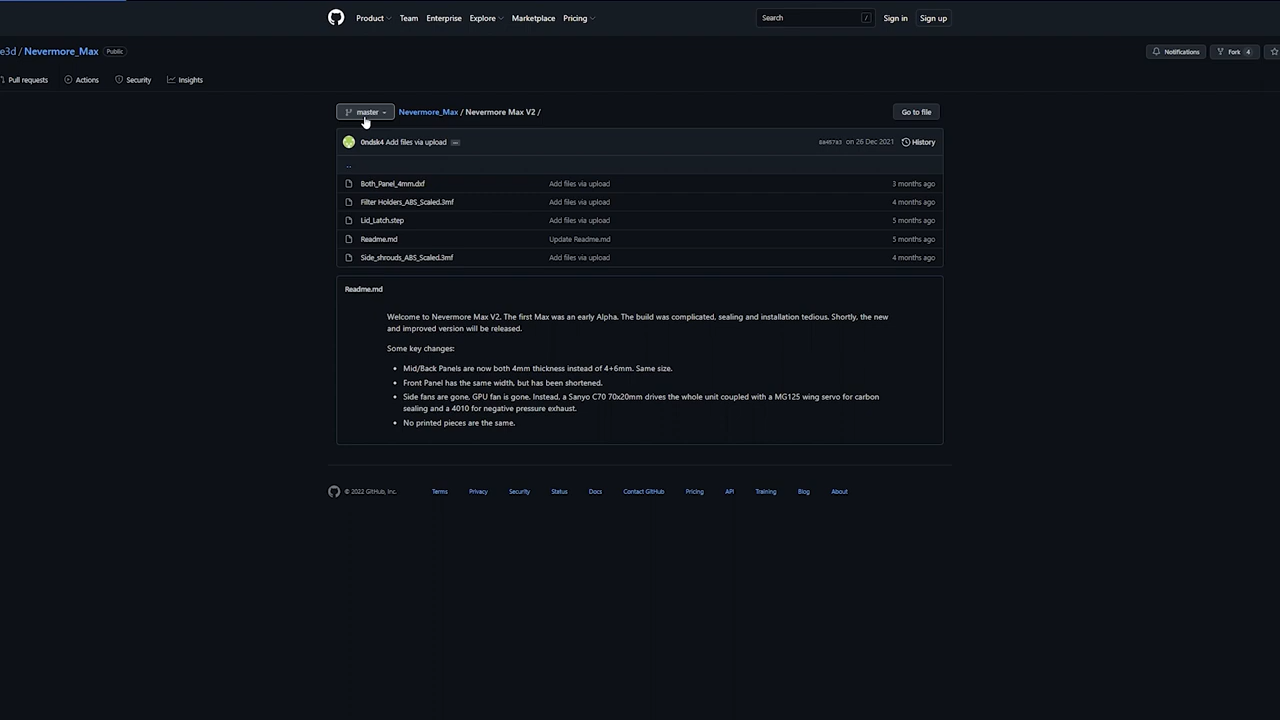 Product Team Enterprise Explore Marketplace Pricing Search / Sign in Sign up
e3d / Nevermore_Max Public Notifications Fork 4
Pull requests Actions Security Insights
master Nevermore_Max / Nevermore Max V2 / Go to file
0ndsk4 Add files via upload ... on 26 Dec 2021 History
..
Both_Panel_4mm.dxf Add files via upload 3 months ago
Filter Holders_ABS_Scaled.3mf Add files via upload 4 months ago
Lid_Latch.step Add files via upload 5 months ago
Readme.md Update Readme.md 5 months ago
Side_shrouds_ABS_Scaled.3mf Add files via upload 4 months ago
Readme.md
Welcome to Nevermore Max V2. The first Max was an early Alpha. The build was complicated, sealing and installation tedious. Shortly, the new
and improved version will be released.
Some key changes:
• Mid/Back Panels are now both 4mm thickness instead of 4+6mm. Same size.
• Front Panel has the same width, but has been shortened.
• Side fans are gone. GPU fan is gone. Instead, a Sanyo C70 70x20mm drives the whole unit coupled with a MG125 wing servo for carbon
sealing and a 4010 for negative pressure exhaust.
• No printed pieces are the same.
© 2022 GitHub, Inc. Terms Privacy Security Status Docs Contact GitHub Pricing API Training Blog About